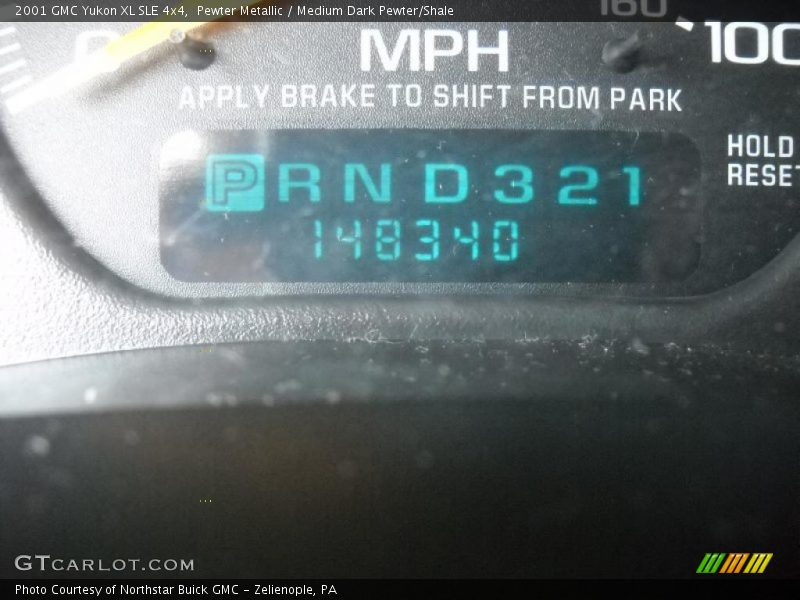 2001 GMC Yukon XL SLE 4x4, Pewter Metallic / Medium Dark Pewter/Shale
160
0
MPH
100
APPLY BRAKE TO SHIFT FROM PARK
HOLD
RESET
P R N D 3 2 1
148340
GTCARLOT.COM
Photo Courtesy of Northstar Buick GMC - Zelienople, PA